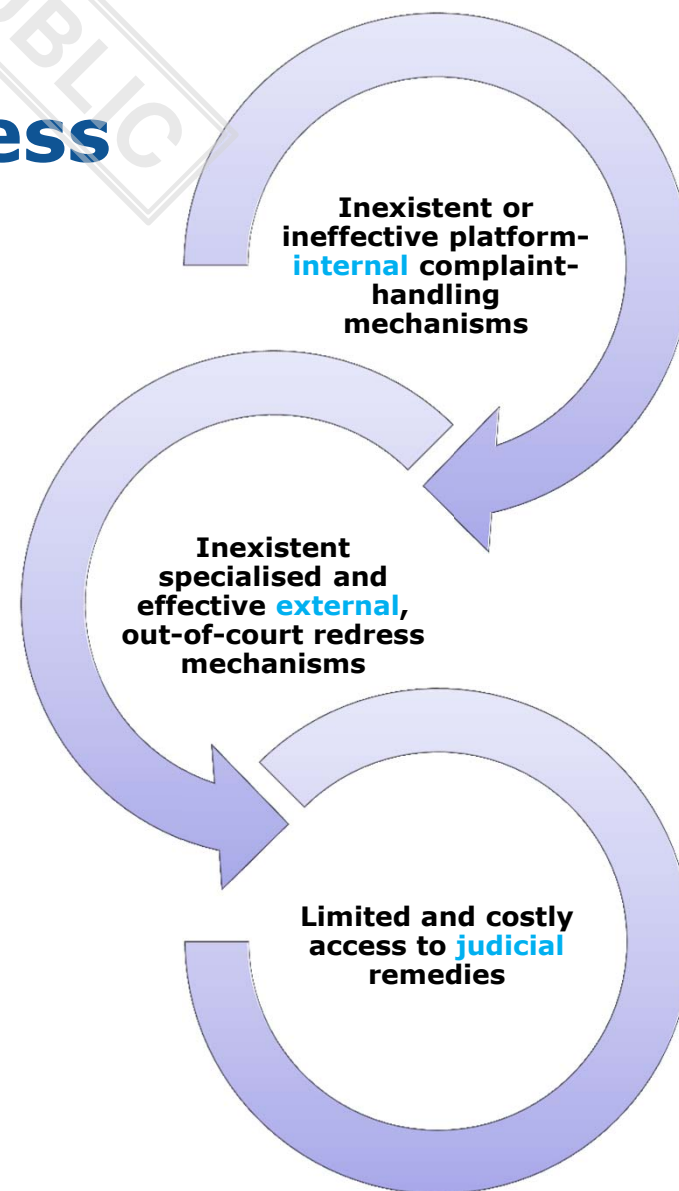 UBLIC
ess
Inexistent or
ineffective platform-
internal complaint-
handling
mechanisms
Inexistent
specialised and
effective external,
out-of-court redress
mechanisms
Limited and costly
access to judicial
remedies